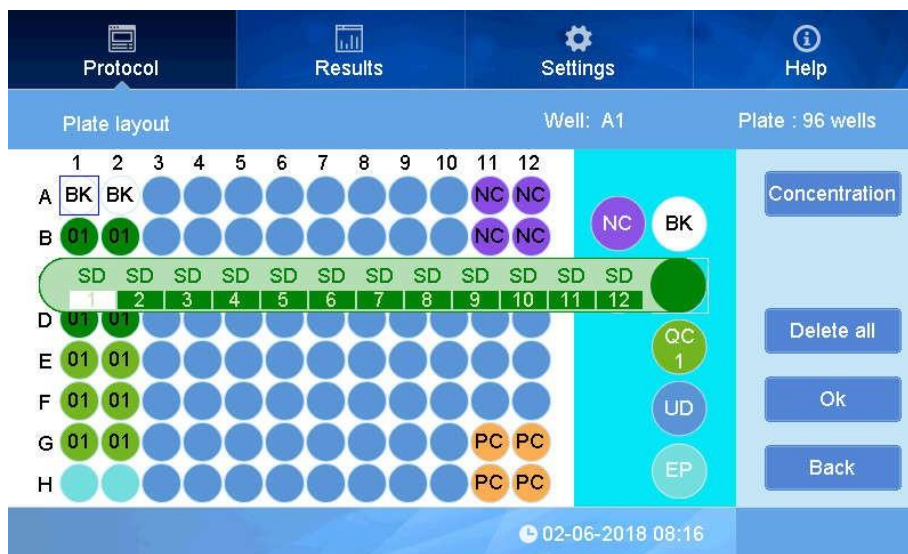 Protocol Results Settings Help
Plate layout Well: A1 Plate : 96 wells
1 2 3 4 5 6 7 8 9 10 11 12
A BK BK NC NC
B 01 01 NC NC
NC BK
Concentration
SD SD SD SD SD SD SD SD SD SD SD SD
1 2 3 4 5 6 7 8 9 10 11 12
D 01 01
E 01 01
F 01 01
G 01 01 PC PC
H PC PC
QC
1
UD
EP
Delete all
Ok
Back
02-06-2018 08:16